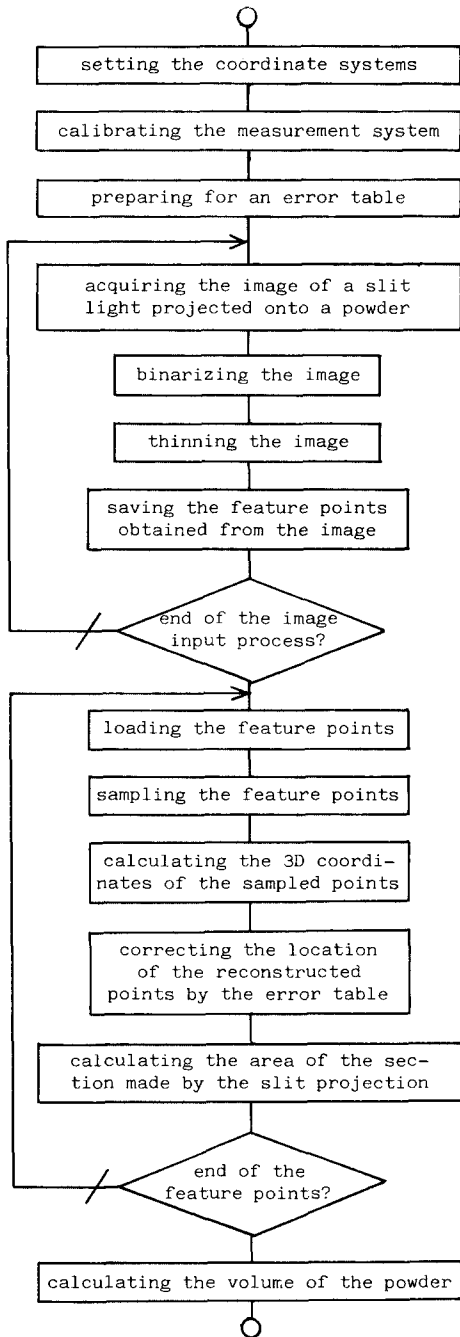 setting the coordinate systems
calibrating the measurement system
preparing for an error table
acquiring the image of a slit
light projected onto a powder
binarizing the image
thinning the image
saving the feature points
obtained from the image
end of the image
input process?
loading the feature points
sampling the feature points
calculating the 3D coordi-
nates of the sampled points
correcting the location
of the reconstructed
points by the error table
calculating the area of the sec-
tion made by the slit projection
end of the
feature points?
calculating the volume of the powder